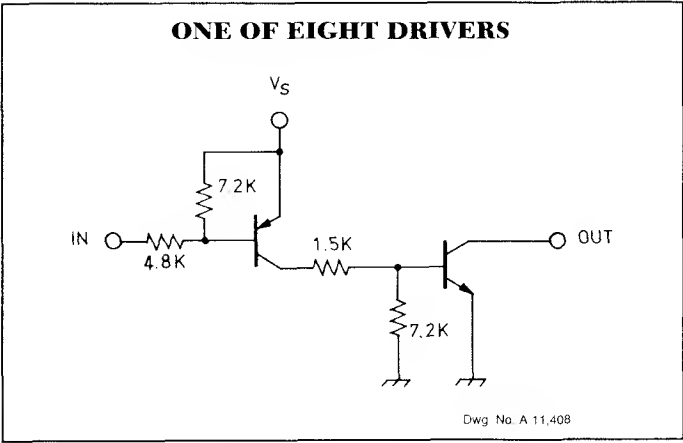 ONE OF EIGHT DRIVERS
VS
7.2K
IN
4.8K
1.5K
OUT
7.2K
Dwg. No. A 11,408